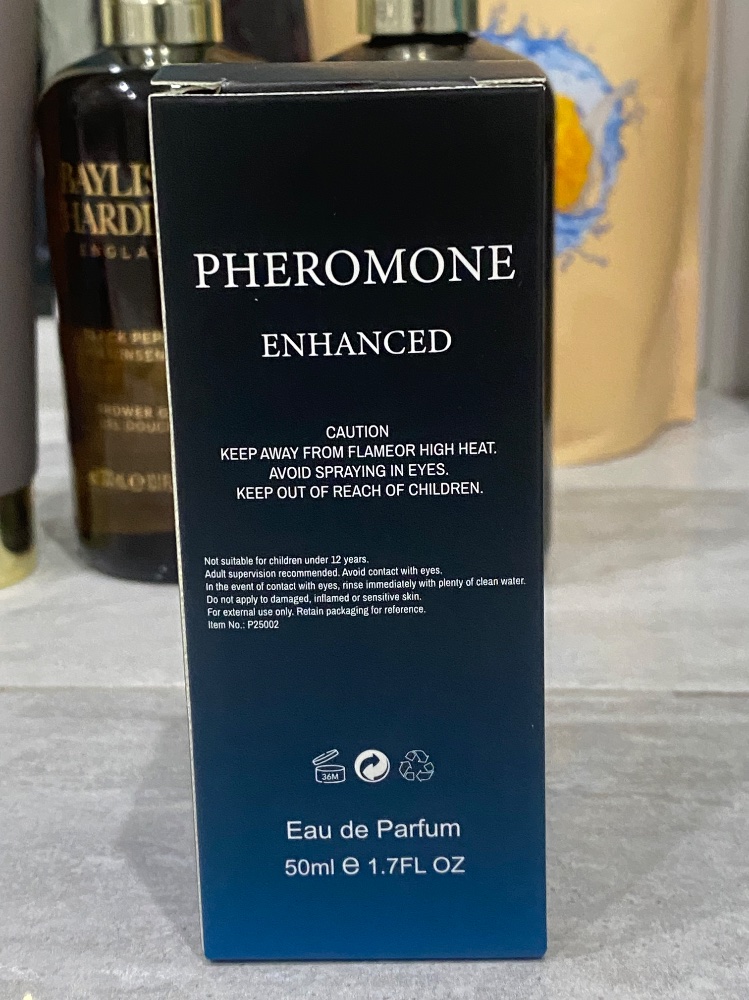 PHEROMONE
ENHANCED
CAUTION
KEEP AWAY FROM FLAMEOR HIGH HEAT.
AVOID SPRAYING IN EYES.
KEEP OUT OF REACH OF CHILDREN.
Not suitable for children under 12 years.
Adult supervision recommended. Avoid contact with eyes.
In the event of contact with eyes, rinse immediately with plenty of clean water.
Do not apply to damaged, inflamed or sensitive skin.
For external use only. Retain packaging for reference.
Item No.: P25002
36M
Eau de Parfum
50ml ℮ 1.7FL OZ
BAYLIS
HARDI
ENGLA